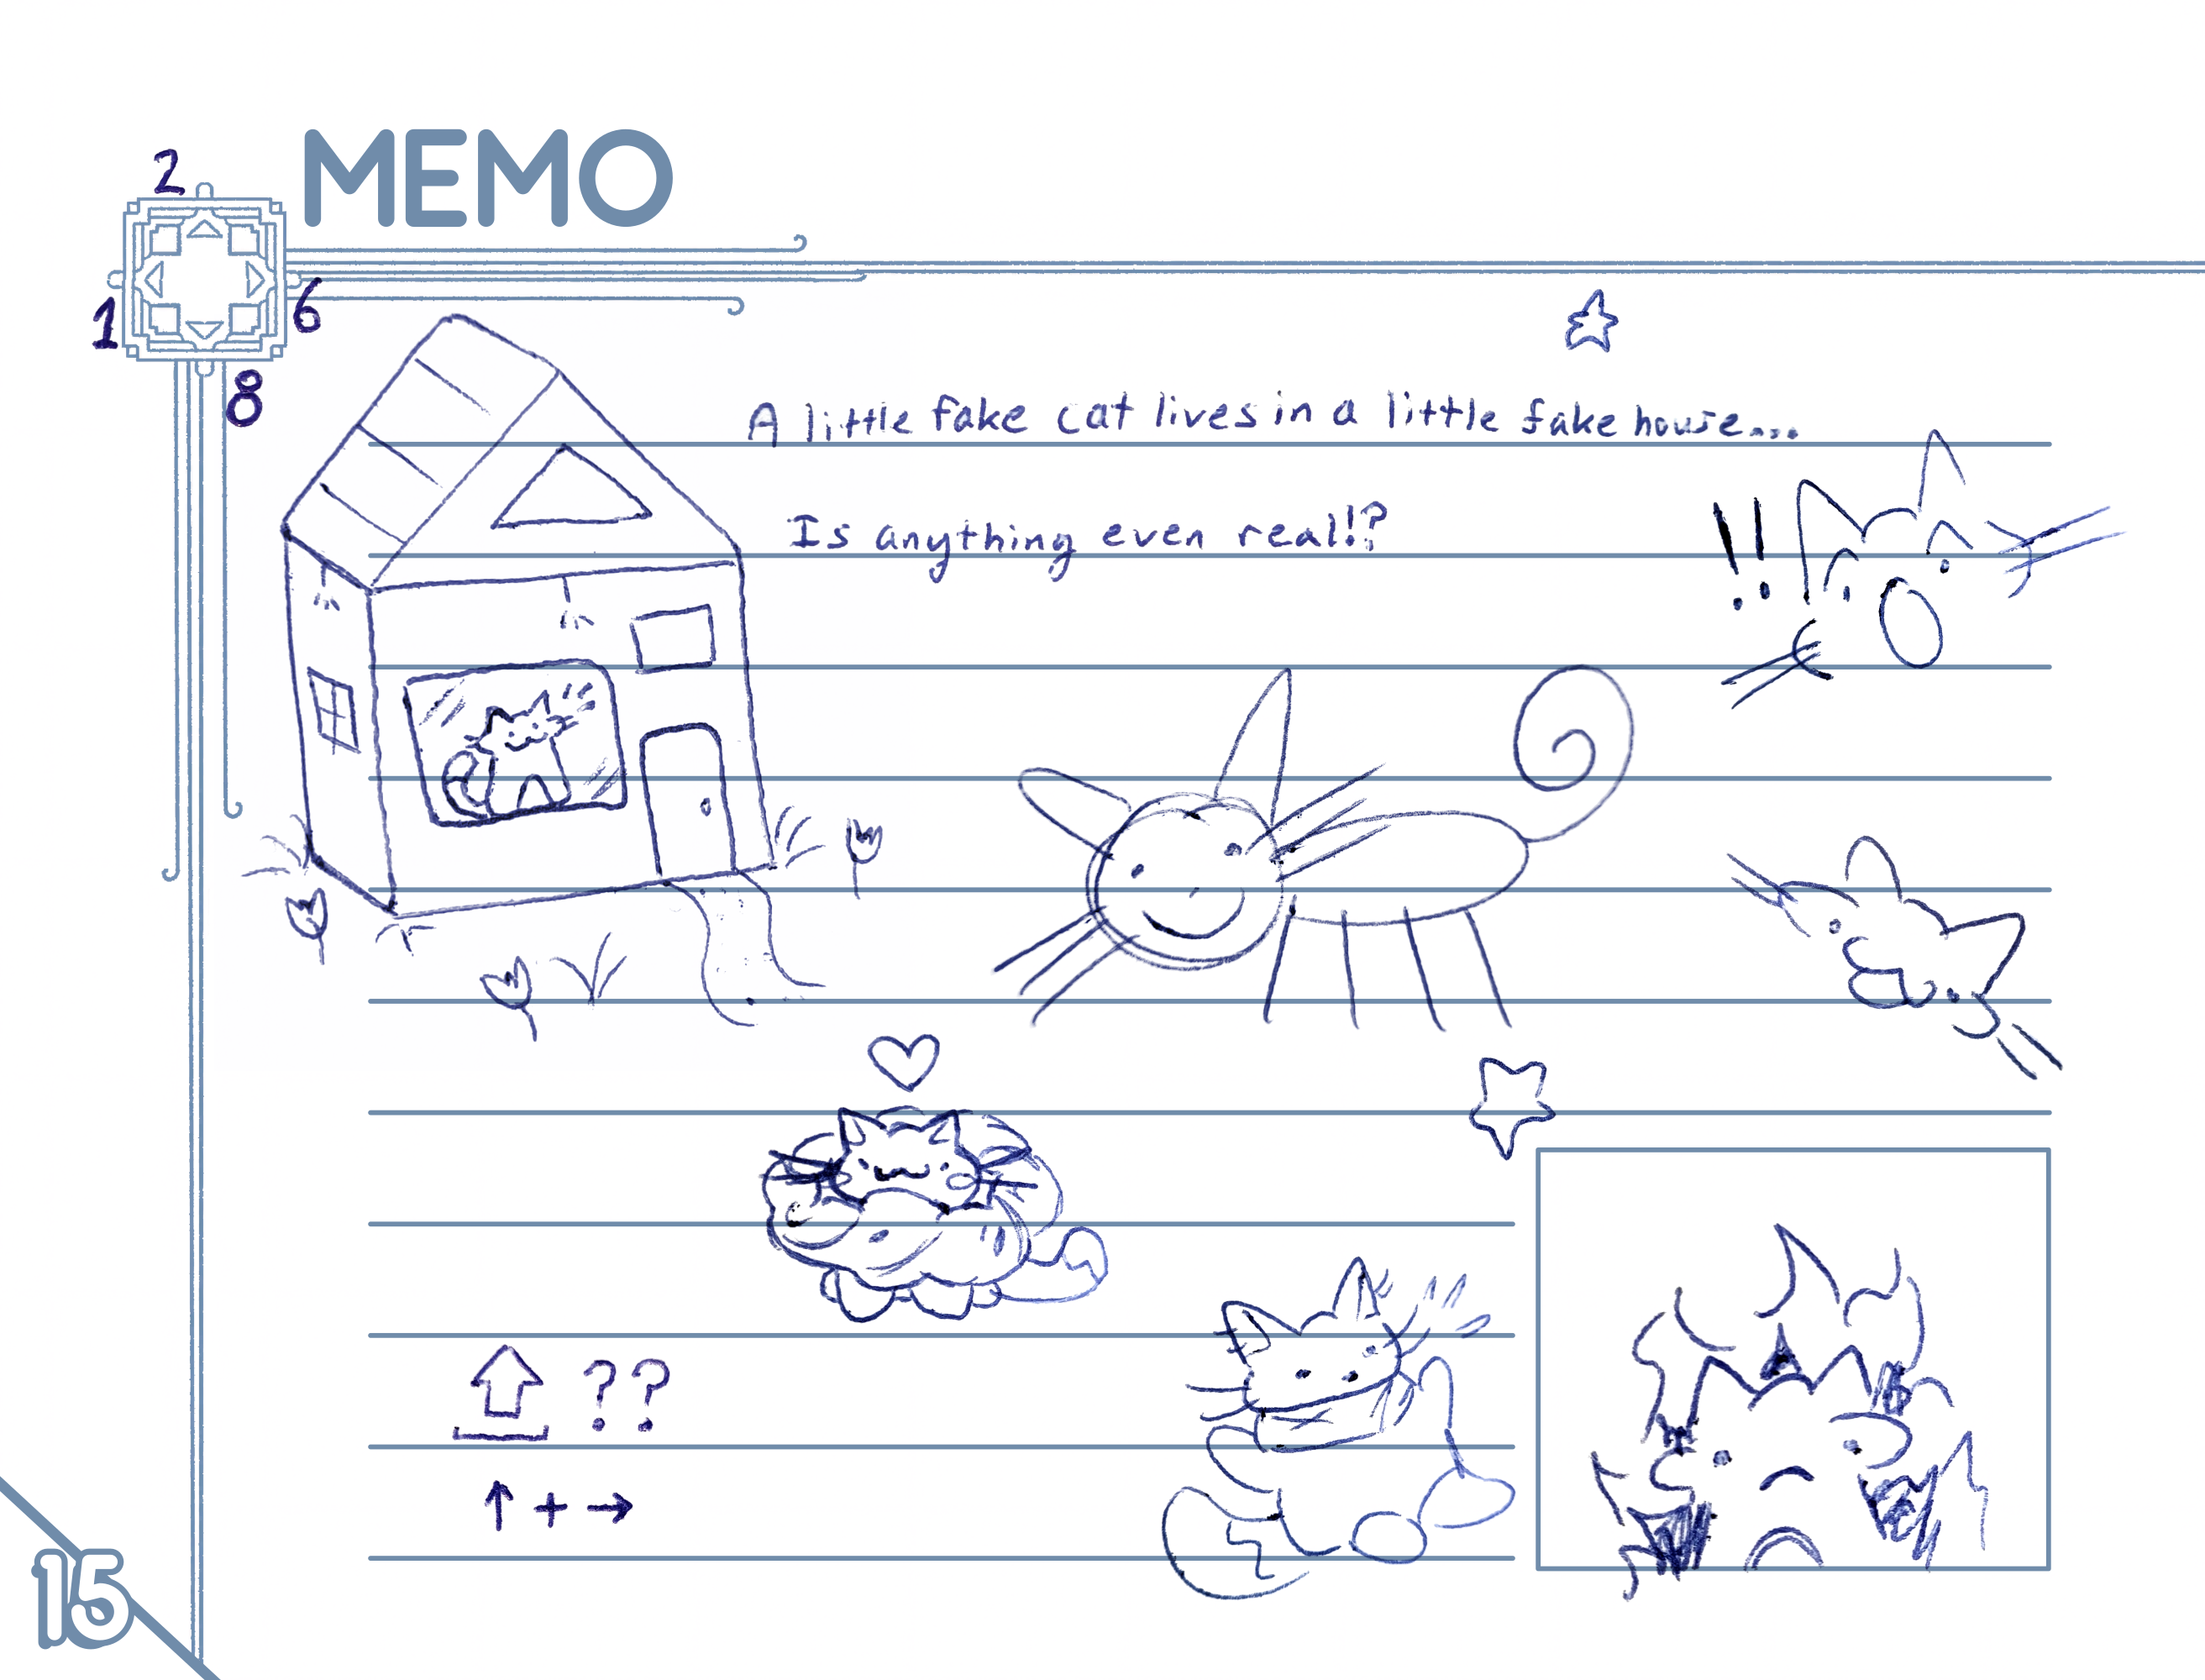 MEMO
2
1
6
8
A little fake cat lives in a little fake house...
Is anything even real!?
!!
??
↑ + →
15